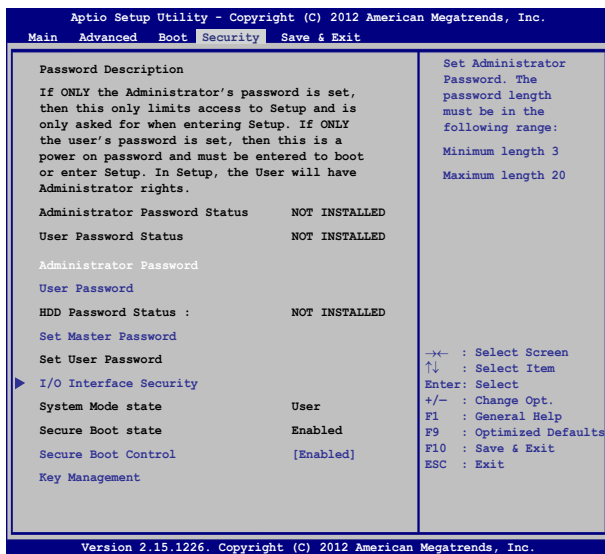 Aptio Setup Utility - Copyright (C) 2012 American Megatrends, Inc.
Main Advanced Boot Security Save & Exit
Password Description
If ONLY the Administrator’s password is set,
then this only limits access to Setup and is
only asked for when entering Setup. If ONLY
the user’s password is set, then this is a
power on password and must be entered to boot
or enter Setup. In Setup, the User will have
Administrator rights.
Administrator Password Status NOT INSTALLED
User Password Status NOT INSTALLED
Administrator Password
User Password
HDD Password Status : NOT INSTALLED
Set Master Password
Set User Password
I/O Interface Security
System Mode state User
Secure Boot state Enabled
Secure Boot Control [Enabled]
Key Management
Set Administrator
Password. The
password length
must be in the
following range:
Minimum length 3
Maximum length 20
→← : Select Screen
↑↓ : Select Item
Enter: Select
+/— : Change Opt.
F1 : General Help
F9 : Optimized Defaults
F10 : Save & Exit
ESC : Exit
Version 2.15.1226. Copyright (C) 2012 American Megatrends, Inc.